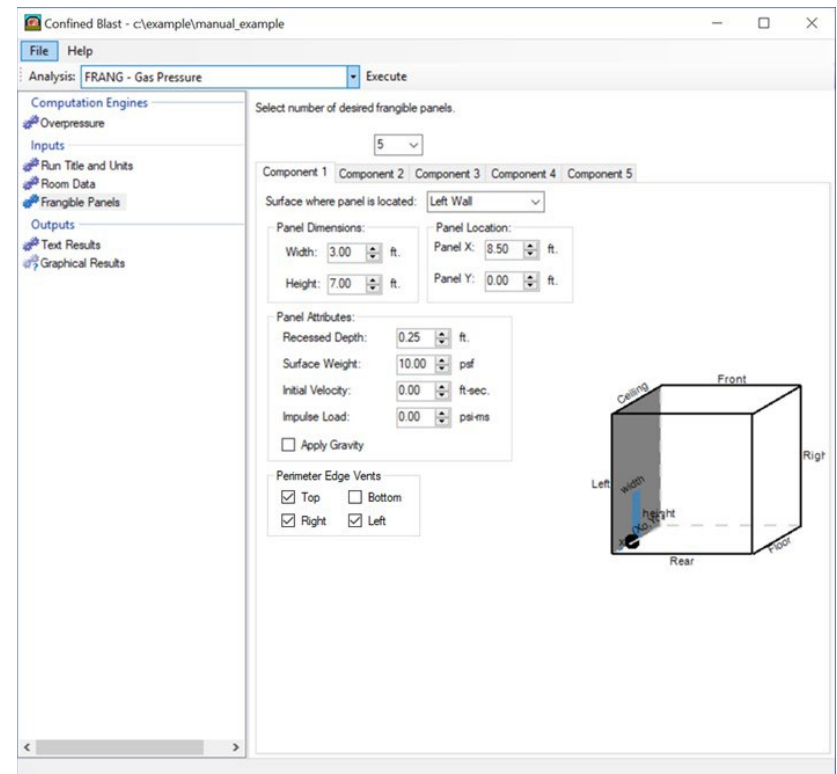 Confined Blast - c:\example\manual_example
File Help
Analysis: FRANG - Gas Pressure Execute
Computation Engines
Overpressure
Inputs
Run Title and Units
Room Data
Frangible Panels
Outputs
Text Results
Graphical Results
Select number of desired frangible panels.
5
Component 1 Component 2 Component 3 Component 4 Component 5
Surface where panel is located: Left Wall
Panel Dimensions:
Width: 3.00 ft.
Height: 7.00 ft.
Panel Location:
Panel X: 8.50 ft.
Panel Y: 0.00 ft.
Panel Attributes:
Recessed Depth: 0.25 ft.
Surface Weight: 10.00 psf
Initial Velocity: 0.00 ft-sec.
Impulse Load: 0.00 psi-ms
Apply Gravity
Perimeter Edge Vents
Top Bottom
Right Left
Front
Ceiling
Righ
Left
width
height
Rear
Floor